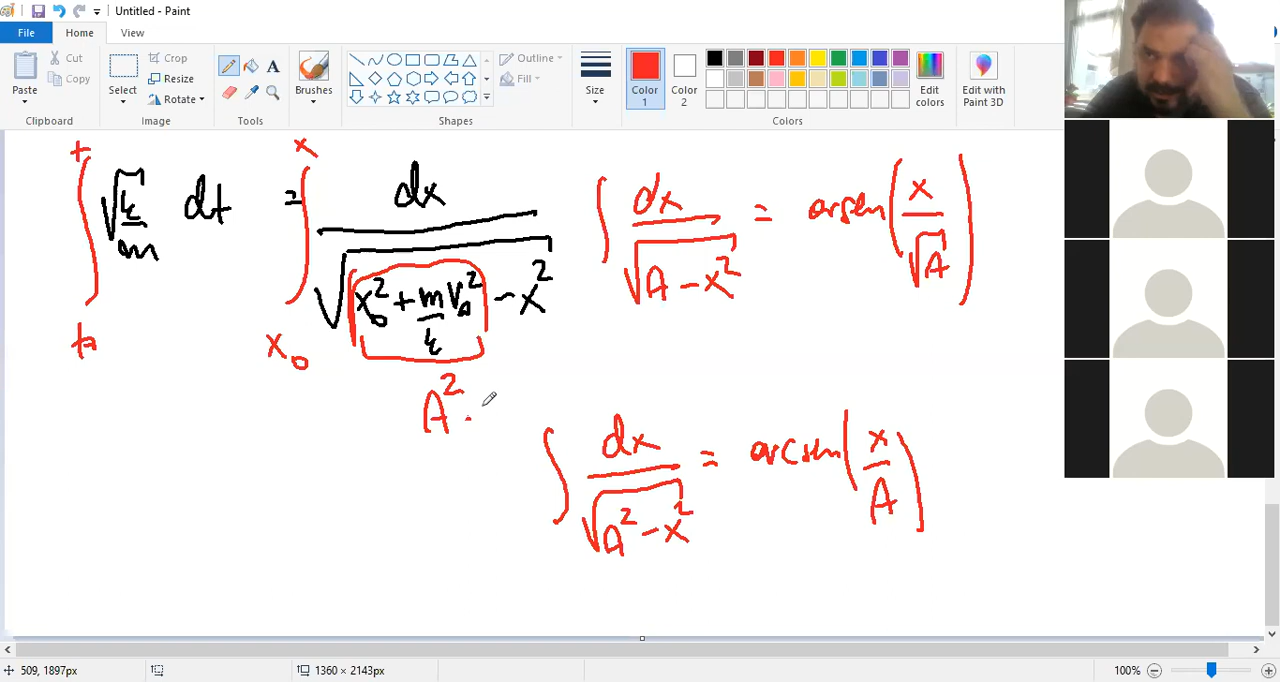 Untitled - Paint
File Home View
Paste
Cut
Copy
Clipboard
Select
Crop
Resize
Rotate
Image
Tools
Brushes
Shapes
Outline
Fill
Size
Color 1
Color 2
Edit colors
Edit with Paint 3D
Colors
∫_{t₀}^{t} √(k/m) dt = ∫_{x₀}^{x} dx / √(x₀² + m/k v₀² − x²)
∫ dx / √(A − x²) = arsen(x/√A)
A²
∫ dx / √(A² − x²) = arcsen(x/A)
509, 1897px
1360 × 2143px
100%